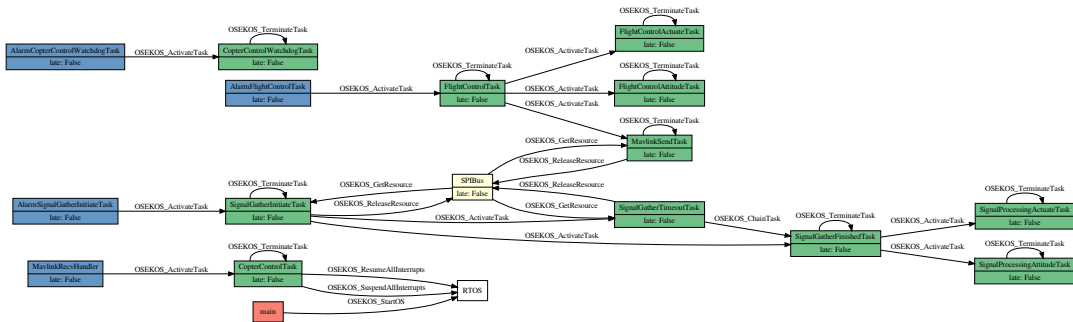 OSEKOS_TerminateTask
FlightControlActuateTask
late: False
OSEKOS_TerminateTask
AlarmCopterControlWatchdogTask
late: False
OSEKOS_ActivateTask
CopterControlWatchdogTask
late: False
OSEKOS_ActivateTask
OSEKOS_TerminateTask
OSEKOS_TerminateTask
AlarmFlightControlTask
late: False
OSEKOS_ActivateTask
FlightControlTask
late: False
OSEKOS_ActivateTask
FlightControlAttitudeTask
late: False
OSEKOS_ActivateTask
OSEKOS_TerminateTask
OSEKOS_GetResource
MavlinkSendTask
late: False
OSEKOS_ReleaseResource
OSEKOS_TerminateTask
OSEKOS_GetResource
SPIBus
late: False
OSEKOS_ReleaseResource
AlarmSignalGatherInitiateTask
late: False
OSEKOS_ActivateTask
SignalGatherInitiateTask
late: False
OSEKOS_ReleaseResource
OSEKOS_GetResource
SignalGatherTimeoutTask
late: False
OSEKOS_ActivateTask
OSEKOS_ChainTask
OSEKOS_TerminateTask
OSEKOS_ActivateTask
SignalGatherFinishedTask
late: False
OSEKOS_TerminateTask
OSEKOS_ActivateTask
SignalProcessingActuateTask
late: False
OSEKOS_ActivateTask
OSEKOS_TerminateTask
SignalProcessingAttitudeTask
late: False
OSEKOS_TerminateTask
MavlinkRecvHandler
late: False
OSEKOS_ActivateTask
CopterControlTask
late: False
OSEKOS_ResumeAllInterrupts
OSEKOS_SuspendAllInterrupts
RTOS
OSEKOS_StartOS
main